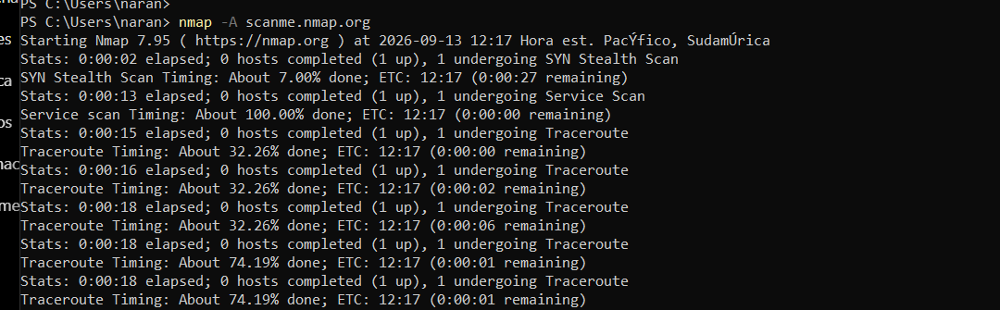 PS C:\Users\naran>
PS C:\Users\naran> nmap -A scanme.nmap.org
Starting Nmap 7.95 ( https://nmap.org ) at 2026-09-13 12:17 Hora est. PacÝfico, SudamÚrica
Stats: 0:00:02 elapsed; 0 hosts completed (1 up), 1 undergoing SYN Stealth Scan
SYN Stealth Scan Timing: About 7.00% done; ETC: 12:17 (0:00:27 remaining)
Stats: 0:00:13 elapsed; 0 hosts completed (1 up), 1 undergoing Service Scan
Service scan Timing: About 100.00% done; ETC: 12:17 (0:00:00 remaining)
Stats: 0:00:15 elapsed; 0 hosts completed (1 up), 1 undergoing Traceroute
Traceroute Timing: About 32.26% done; ETC: 12:17 (0:00:00 remaining)
Stats: 0:00:16 elapsed; 0 hosts completed (1 up), 1 undergoing Traceroute
Traceroute Timing: About 32.26% done; ETC: 12:17 (0:00:02 remaining)
Stats: 0:00:18 elapsed; 0 hosts completed (1 up), 1 undergoing Traceroute
Traceroute Timing: About 32.26% done; ETC: 12:17 (0:00:06 remaining)
Stats: 0:00:18 elapsed; 0 hosts completed (1 up), 1 undergoing Traceroute
Traceroute Timing: About 74.19% done; ETC: 12:17 (0:00:01 remaining)
Stats: 0:00:18 elapsed; 0 hosts completed (1 up), 1 undergoing Traceroute
Traceroute Timing: About 74.19% done; ETC: 12:17 (0:00:01 remaining)